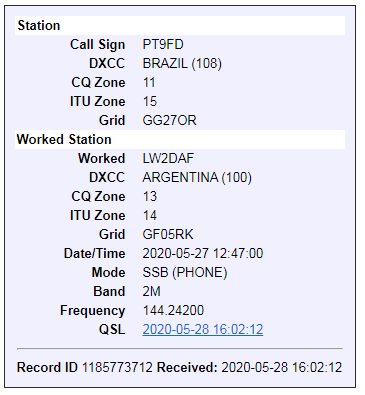 Station
Call Sign PT9FD
DXCC BRAZIL (108)
CQ Zone 11
ITU Zone 15
Grid GG27OR
Worked Station
Worked LW2DAF
DXCC ARGENTINA (100)
CQ Zone 13
ITU Zone 14
Grid GF05RK
Date/Time 2020-05-27 12:47:00
Mode SSB (PHONE)
Band 2M
Frequency 144.24200
QSL 2020-05-28 16:02:12
Record ID 1185773712 Received: 2020-05-28 16:02:12